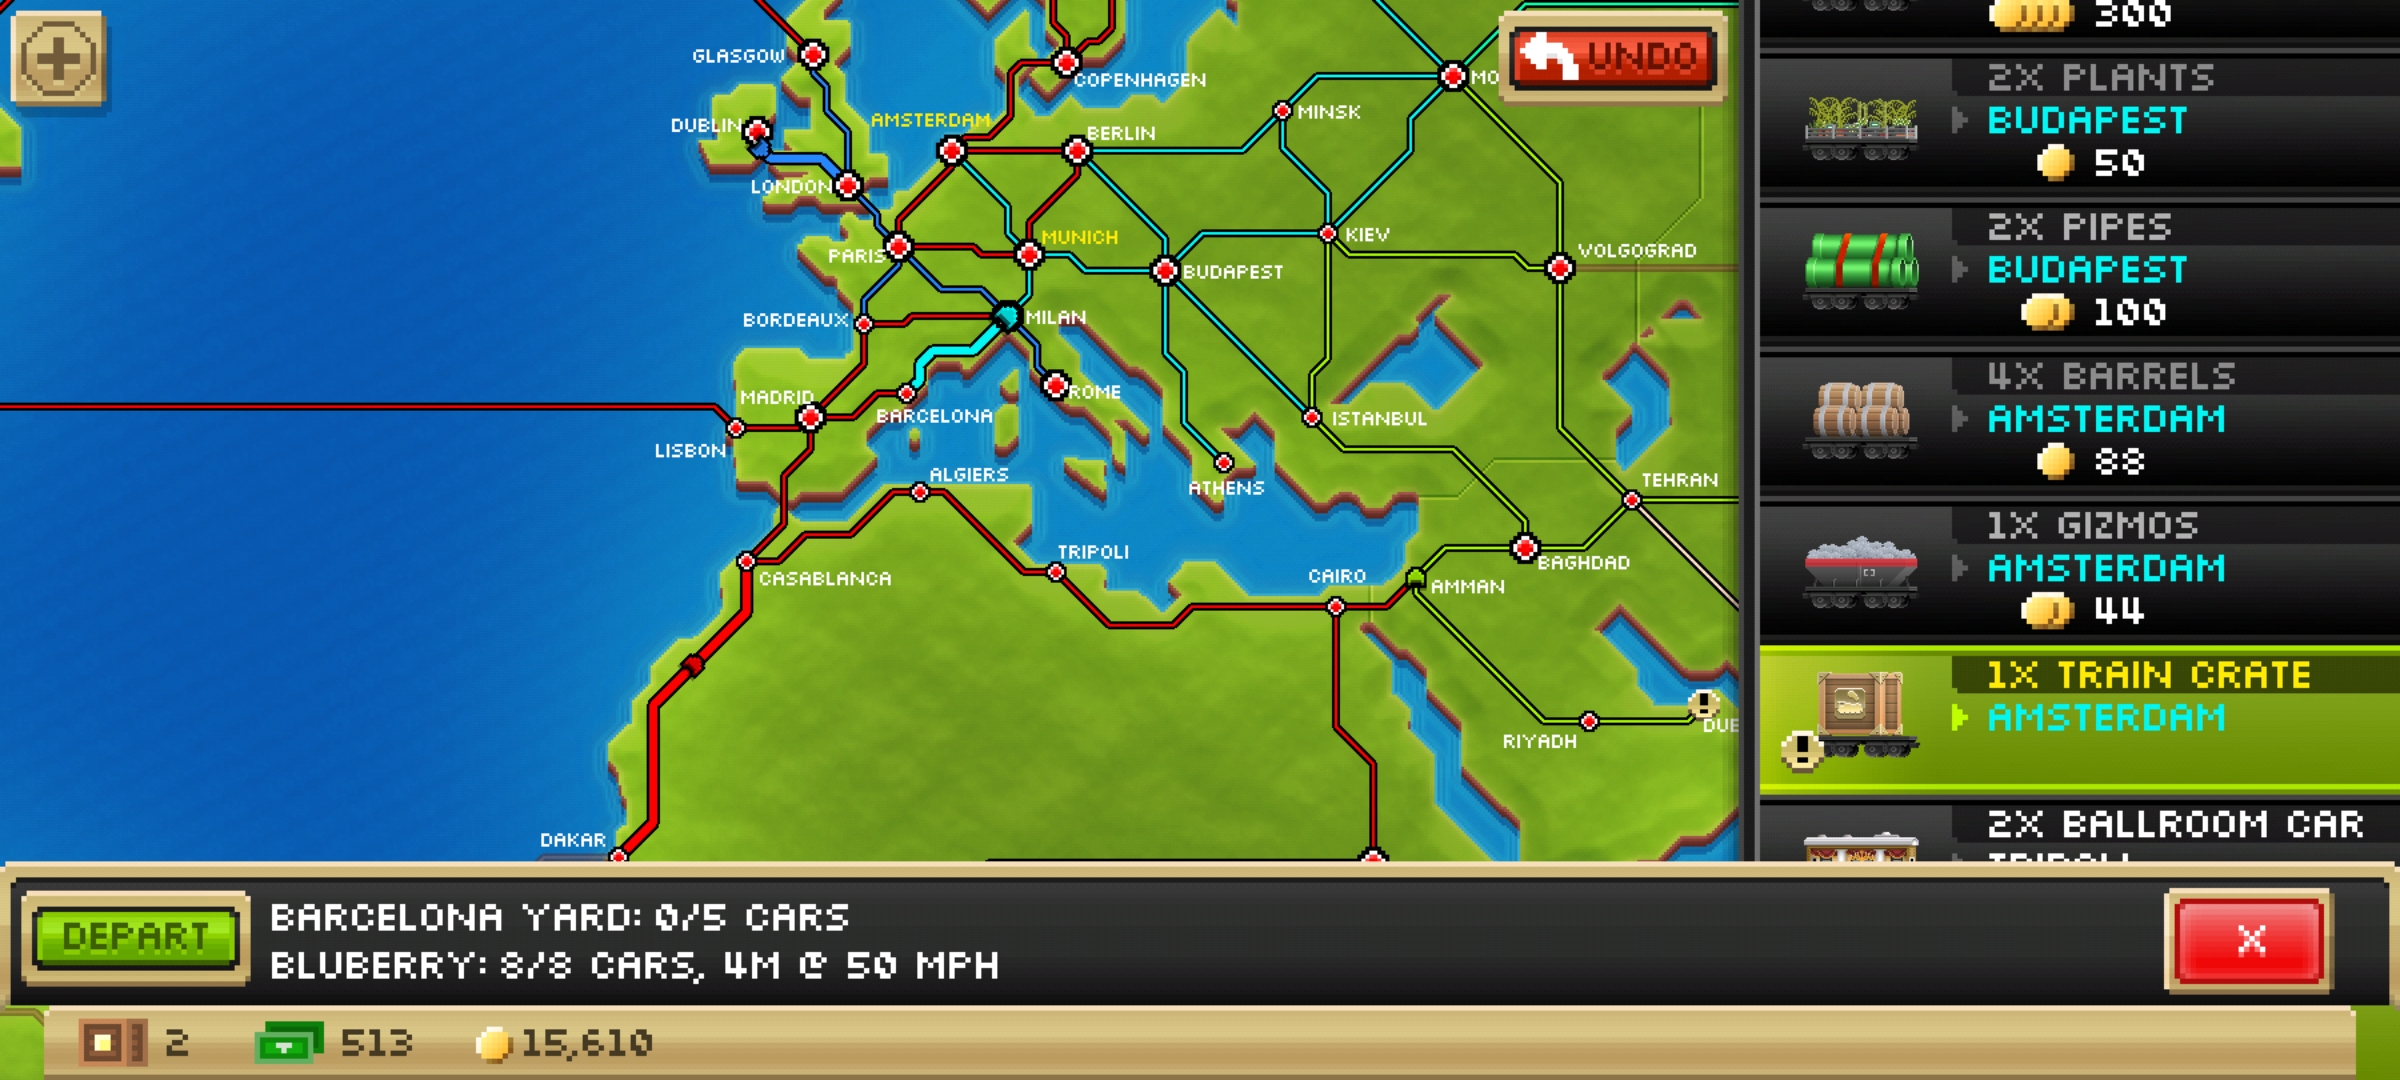 GLASGOW
COPENHAGEN
UNDO
DUBLIN
AMSTERDAM
BERLIN
MINSK
LONDON
PARIS
MUNICH
KIEV
VOLGOGRAD
BUDAPEST
BORDEAUX
MILAN
MADRID
BARCELONA
ROME
ISTANBUL
LISBON
ALGIERS
ATHENS
TEHRAN
CASABLANCA
TRIPOLI
CAIRO
AMMAN
BAGHDAD
RIYADH
DAKAR
300
2X PLANTS
BUDAPEST
50
2X PIPES
BUDAPEST
100
4X BARRELS
AMSTERDAM
88
1X GIZMOS
AMSTERDAM
44
1X TRAIN CRATE
AMSTERDAM
2X BALLROOM CAR
DEPART
BARCELONA YARD: 0/5 CARS
BLUBERRY: 8/8 CARS, 4M @ 50 MPH
X
2
513
15,610